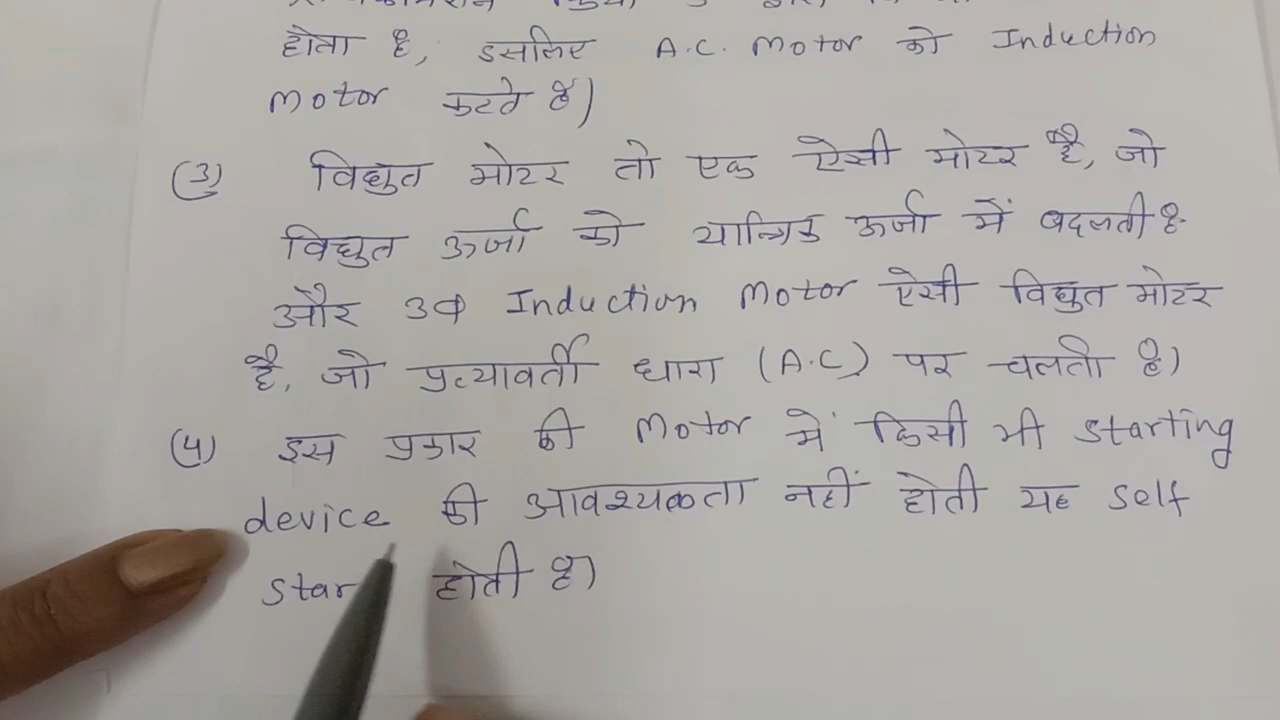 होता है, इसलिए A.C. Motor को Induction
Motor कहते हैं)
(3) विद्युत मोटर तो एक ऐसी मोटर है, जो
विद्युत ऊर्जा को यान्त्रिक ऊर्जा में बदलती है
और 3Φ Induction Motor ऐसी विद्युत मोटर
है, जो प्रत्यावर्ती धारा (A.C) पर चलती है)
(4) इस प्रकार की Motor में किसी भी starting
device की आवश्यकता नहीं होती यह self
star होती है)